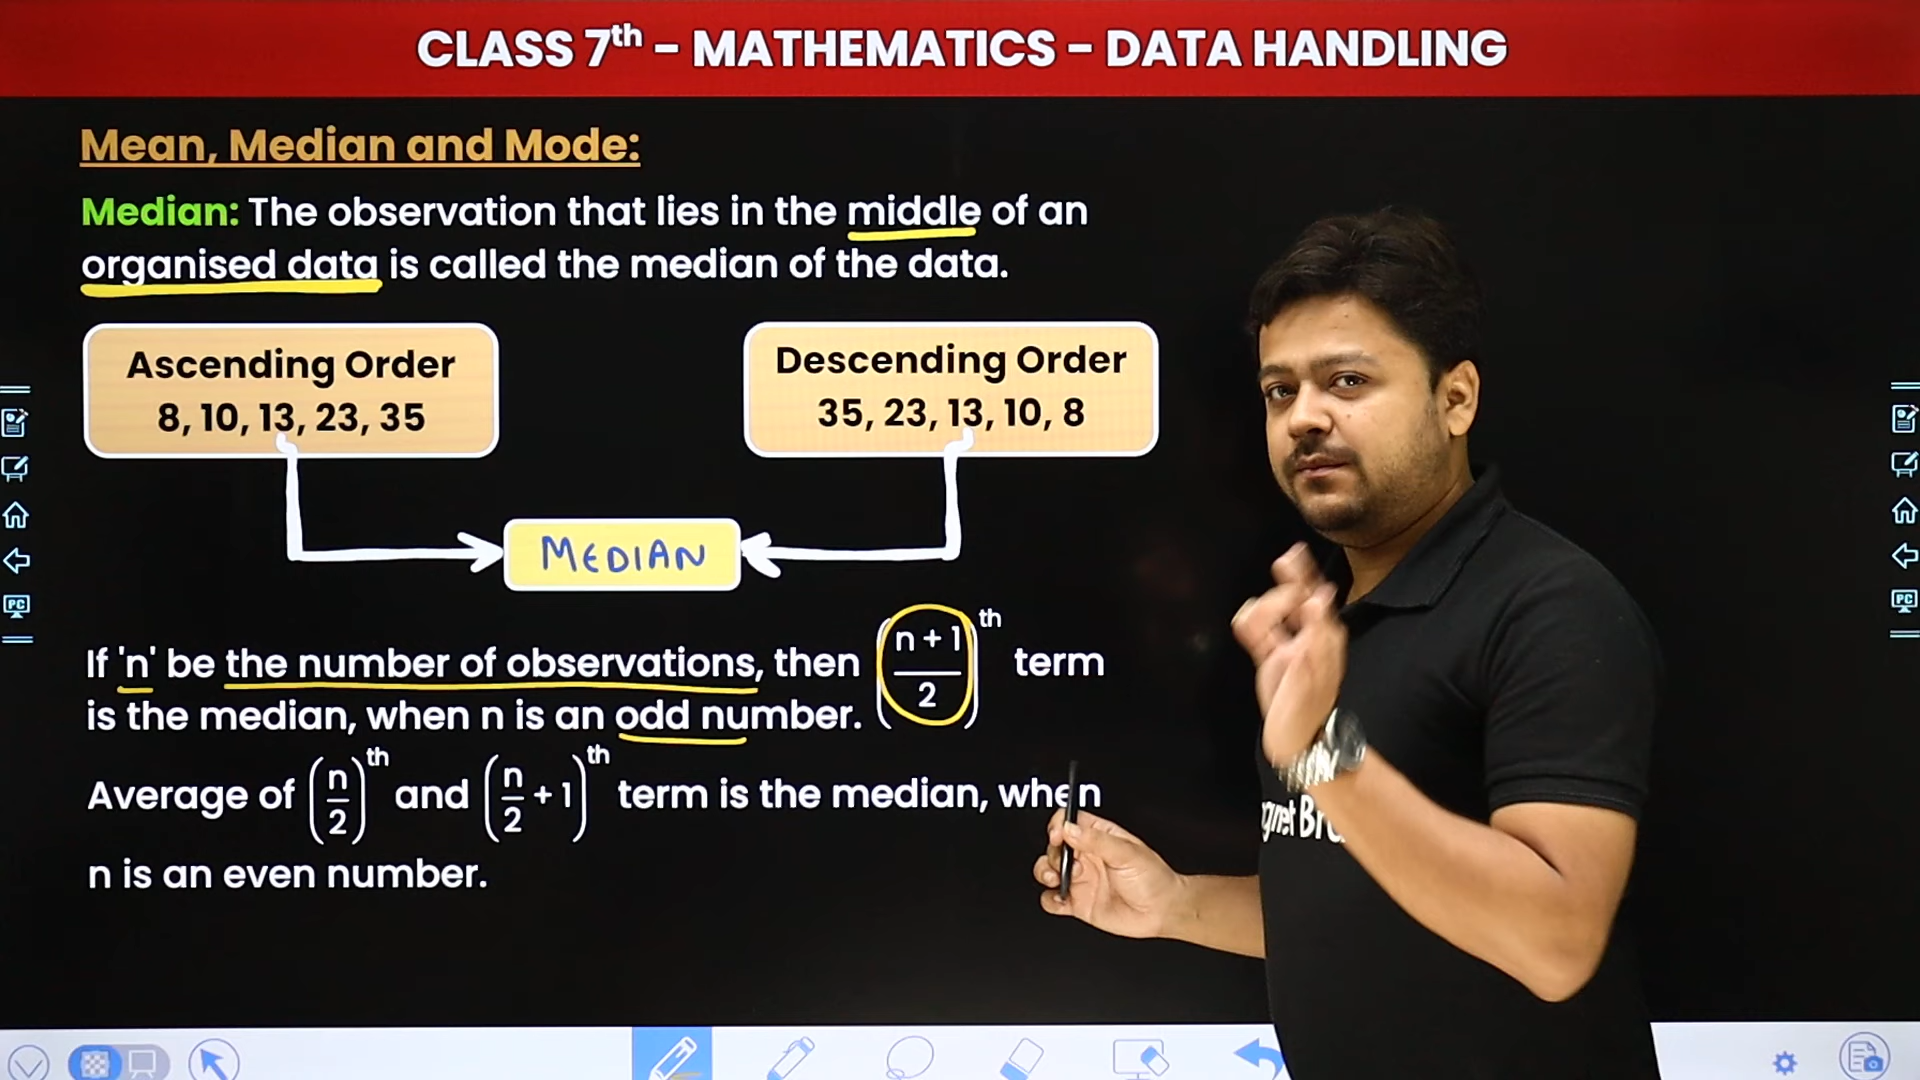 CLASS 7th - MATHEMATICS - DATA HANDLING
Mean, Median and Mode:
Median: The observation that lies in the middle of an
organised data is called the median of the data.
Ascending Order
8, 10, 13, 23, 35
Descending Order
35, 23, 13, 10, 8
MEDIAN
If 'n' be the number of observations, then (n + 1 / 2)th term
is the median, when n is an odd number.
Average of (n/2)th and (n/2 + 1)th term is the median, when
n is an even number.
PC
PC